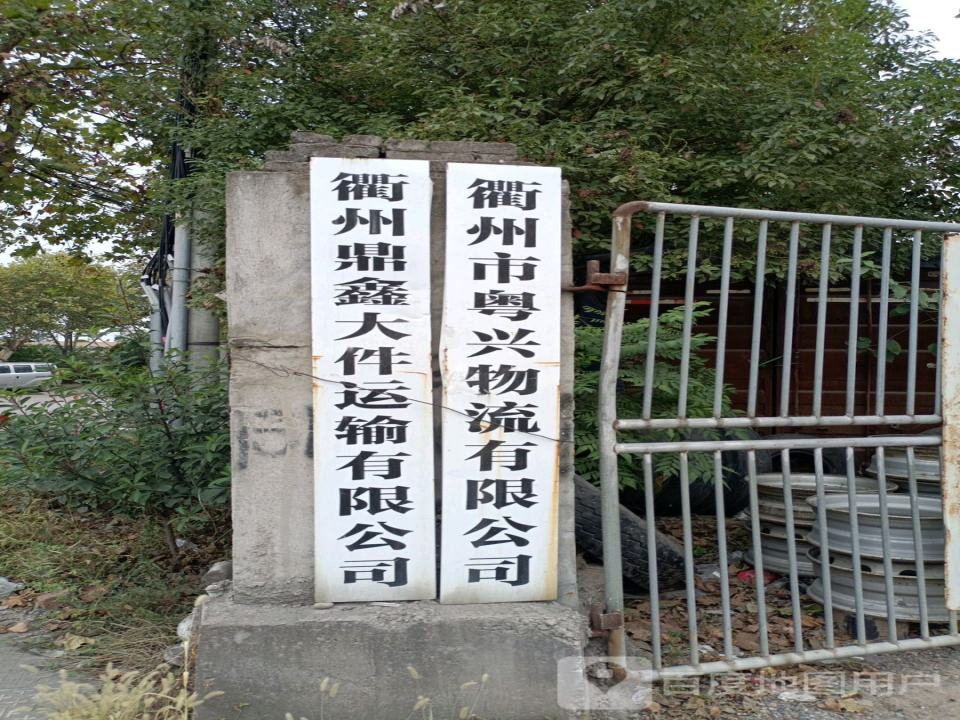 衢州鼎鑫大件运输有限公司
衢州市粤兴物流有限公司
百度地图用户